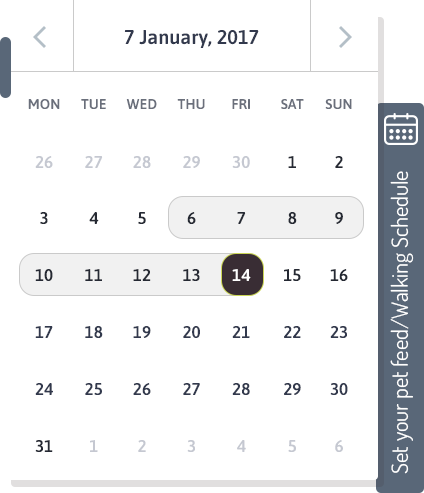 7 January, 2017
MON TUE WED THU FRI SAT SUN
26 27 28 29 30 1 2
3 4 5 6 7 8 9
10 11 12 13 14 15 16
17 18 19 20 21 22 23
24 25 26 27 28 29 30
31 1 2 3 4 5 6
Set your pet feed/Walking Schedule